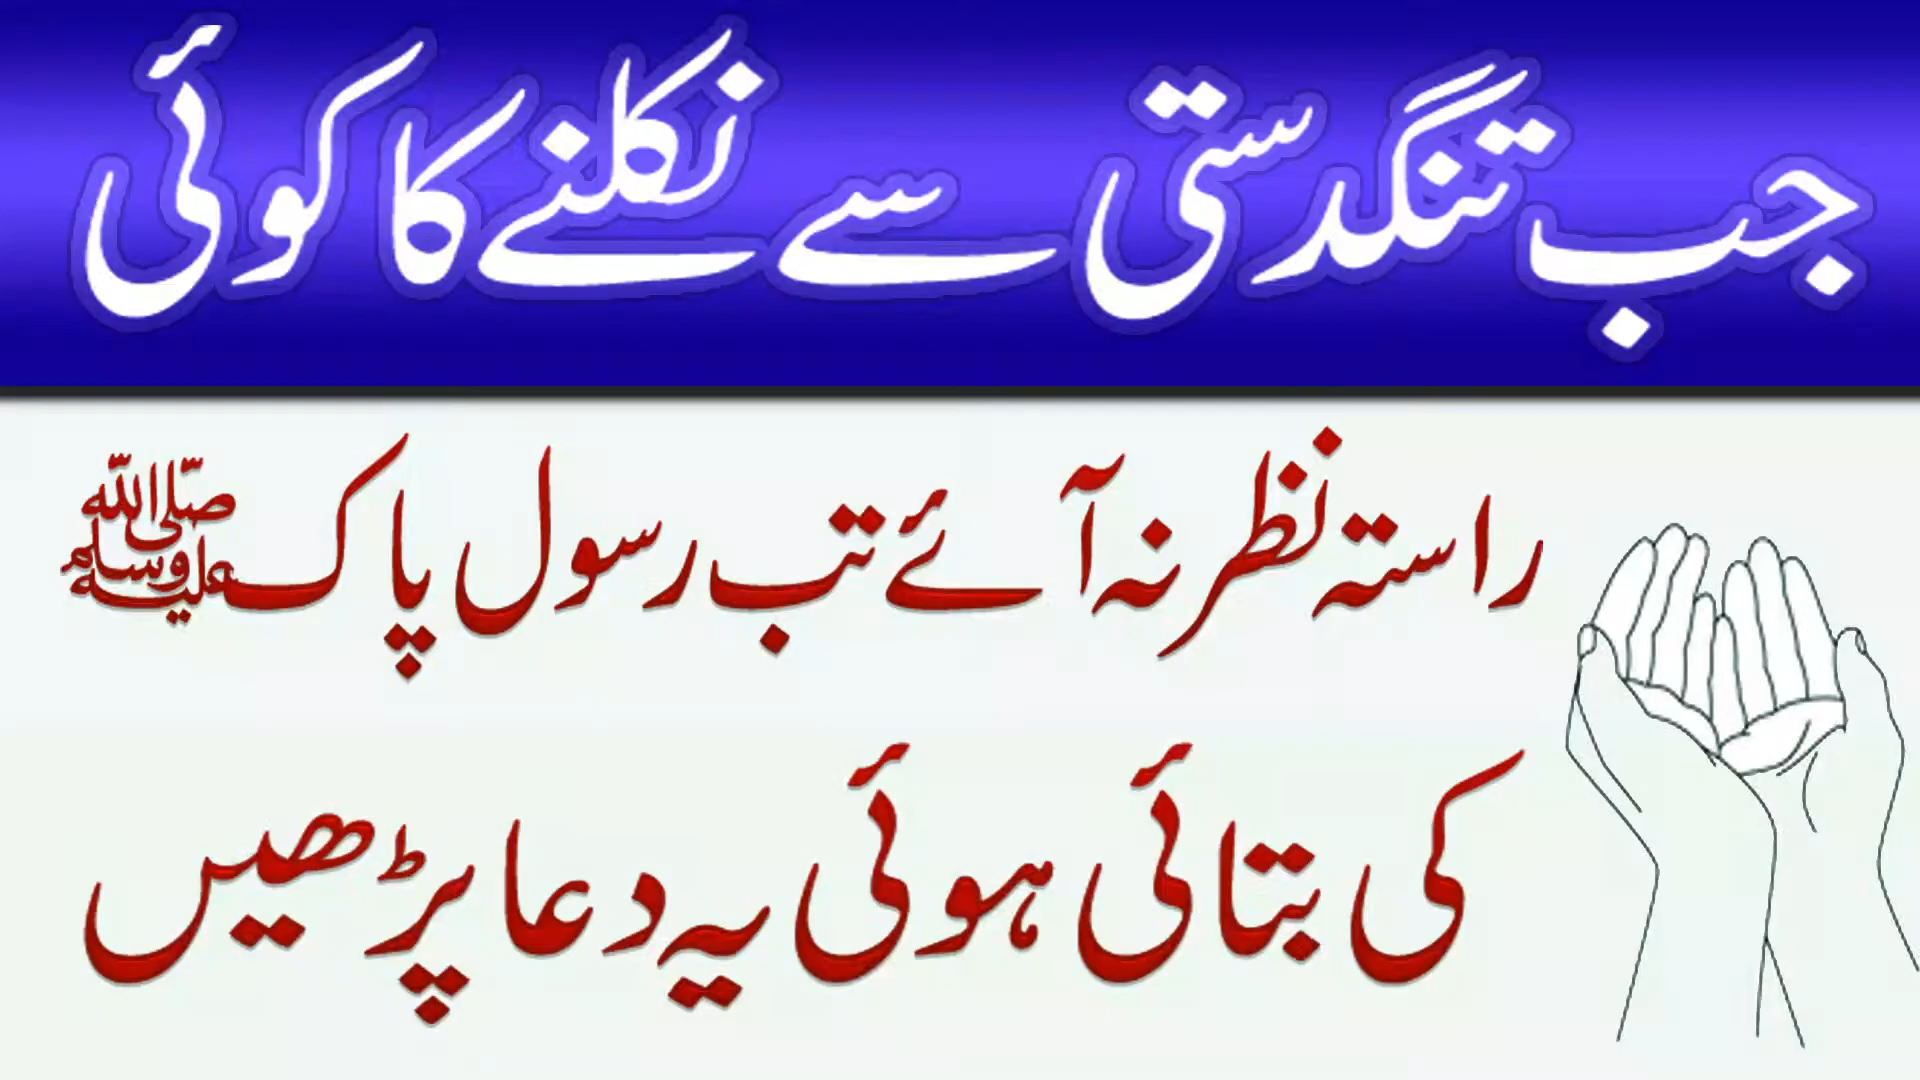 جب تنگدستی سے نکلنے کا کوئی
راستہ نظر نہ آئے تب رسول پاک ﷺ
کی بتائی ہوئی یہ دعا پڑھیں